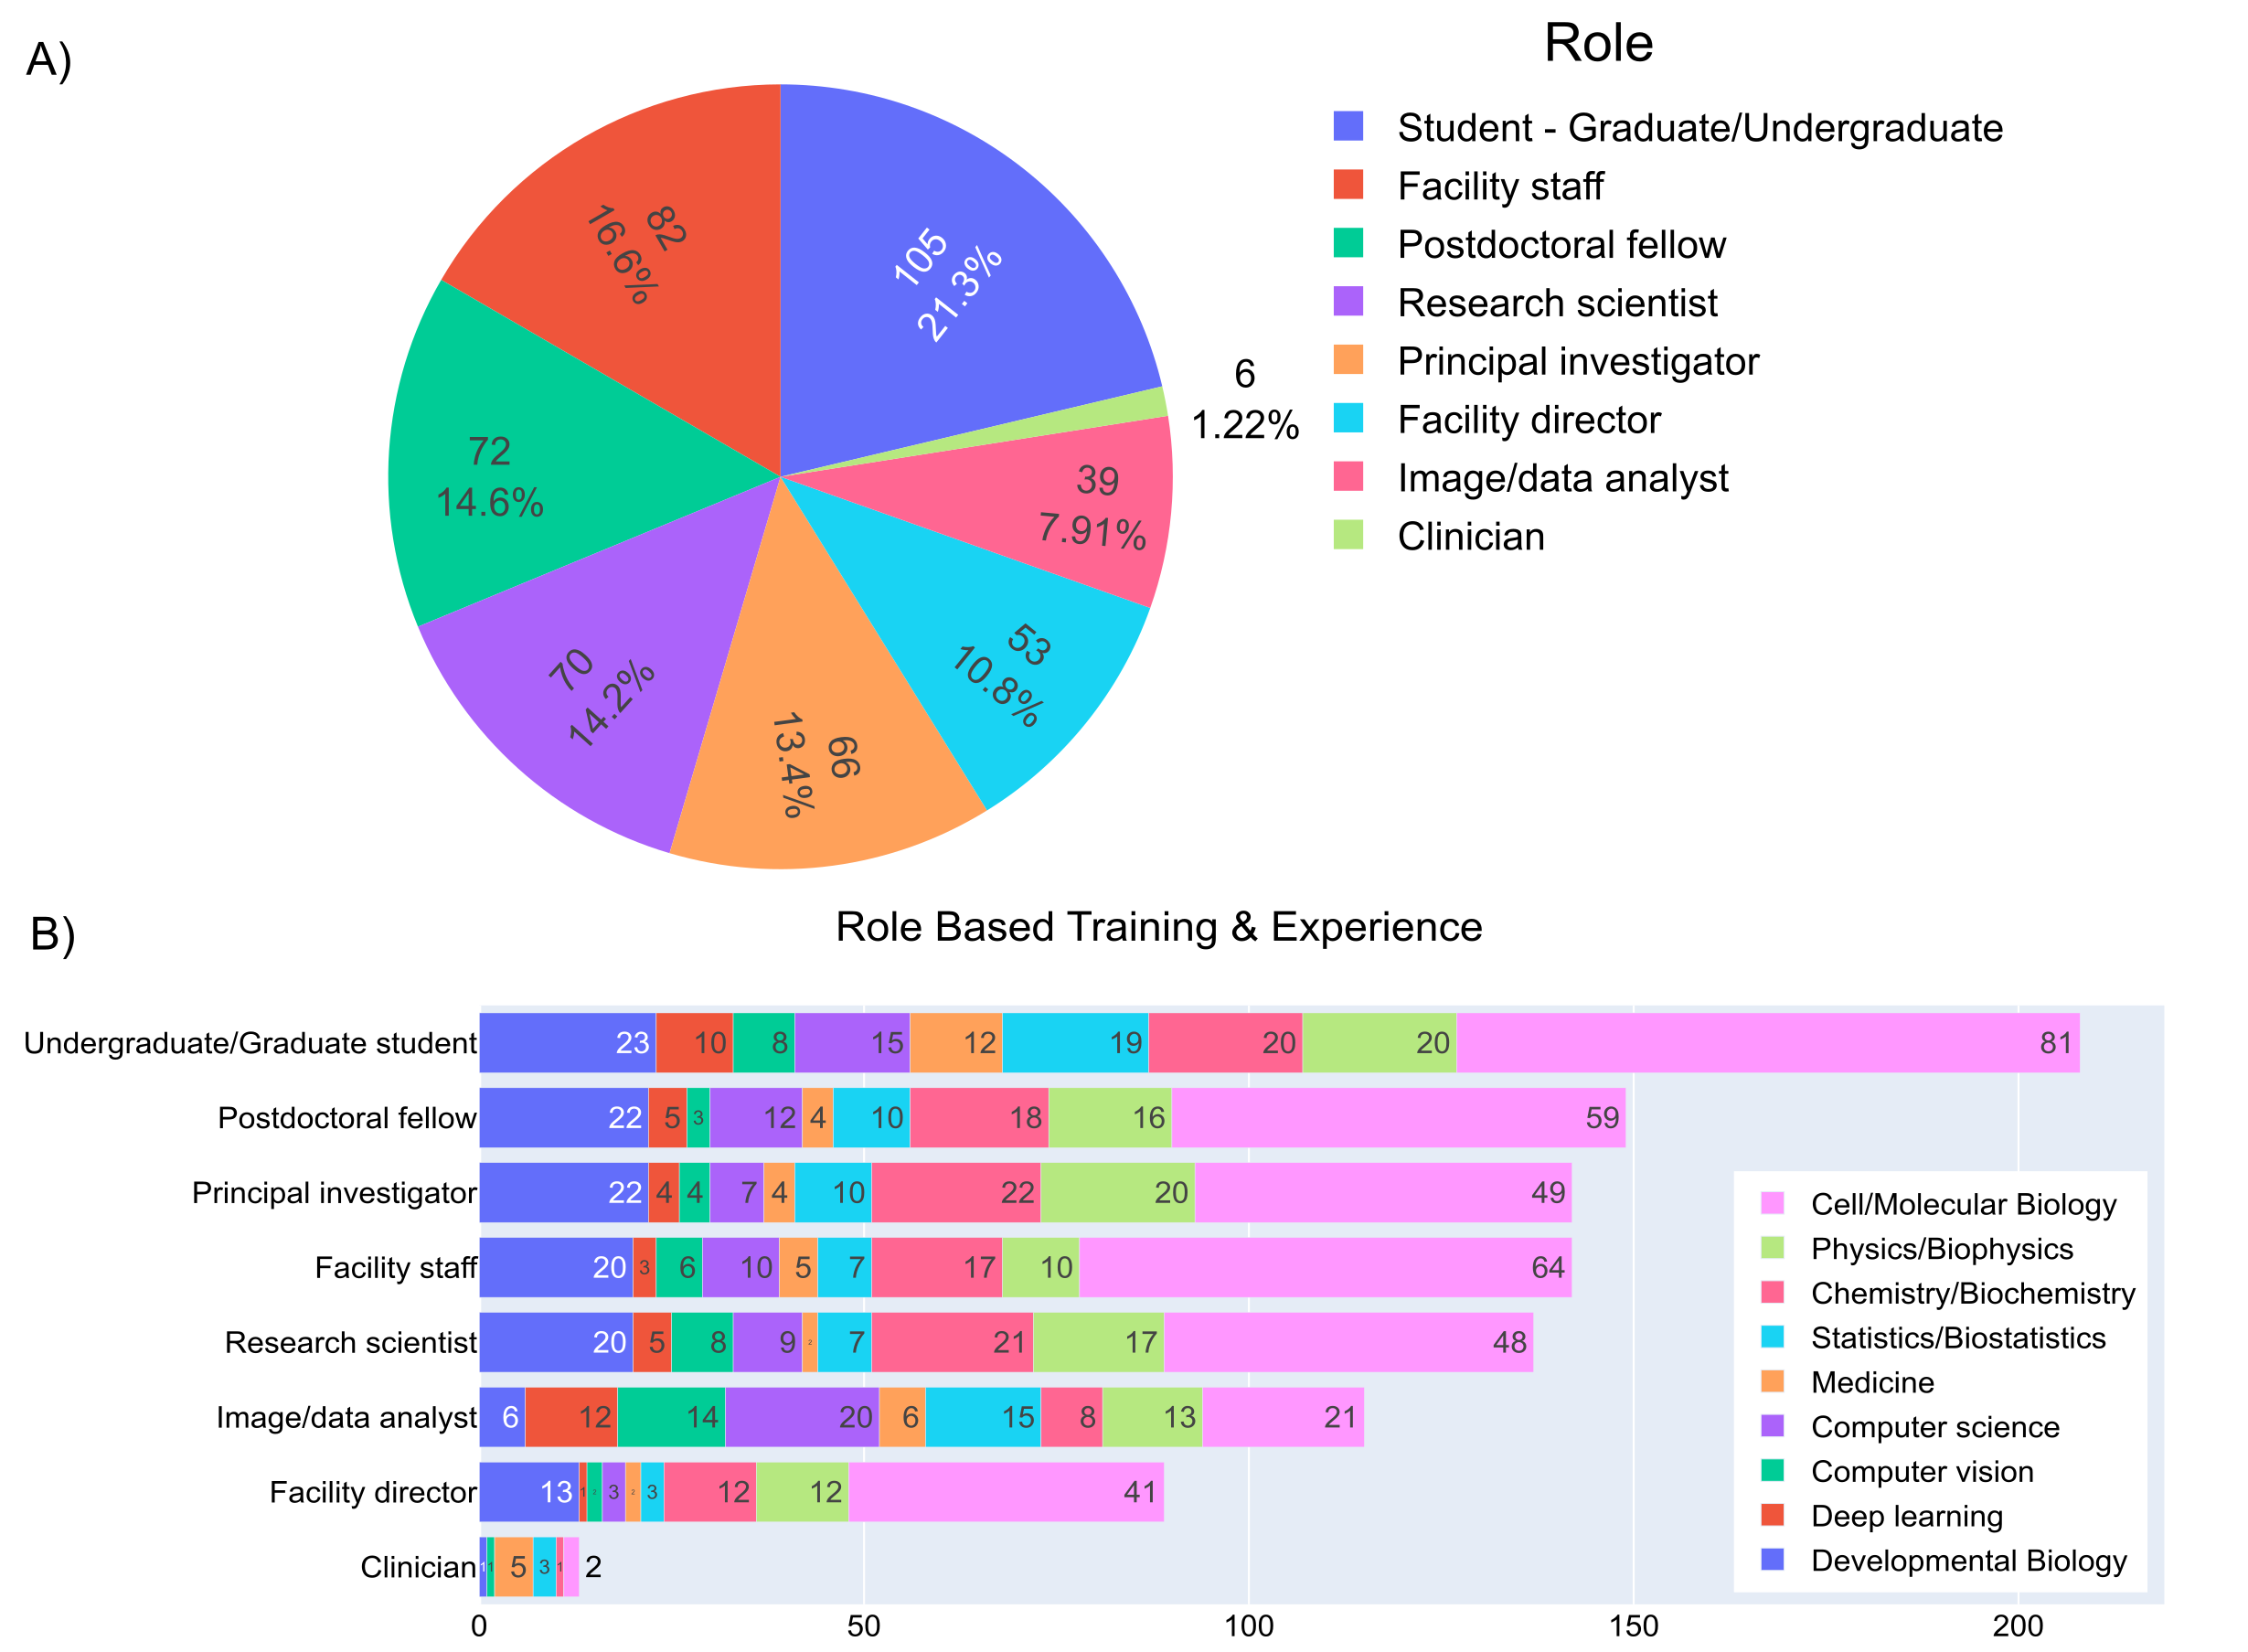 A)
Role
Student - Graduate/Undergraduate
Facility staff
Postdoctoral fellow
Research scientist
Principal investigator
Facility director
Image/data analyst
Clinician
105
21.3%
6
1.22%
39
7.91%
53
10.8%
66
13.4%
70
14.2%
72
14.6%
82
16.6%
B)
Role Based Training & Experience
Undergraduate/Graduate student 23 10 8 15 12 19 20 20 81
Postdoctoral fellow 22 5 3 12 4 10 18 16 59
Principal investigator 22 4 4 7 4 10 22 20 49
Facility staff 20 3 6 10 5 7 17 10 64
Research scientist 20 5 8 9 2 7 21 17 48
Image/data analyst 6 12 14 20 6 15 8 13 21
Facility director 13 1 2 3 2 3 12 12 41
Clinician 1 1 5 3 1 2
Cell/Molecular Biology
Physics/Biophysics
Chemistry/Biochemistry
Statistics/Biostatistics
Medicine
Computer science
Computer vision
Deep learning
Developmental Biology
0 50 100 150 200